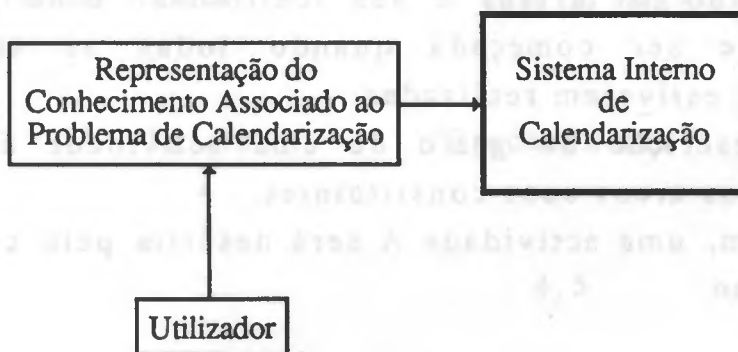 Representação do
Conhecimento Associado ao
Problema de Calendarização
Sistema Interno
de
Calendarização
Utilizador